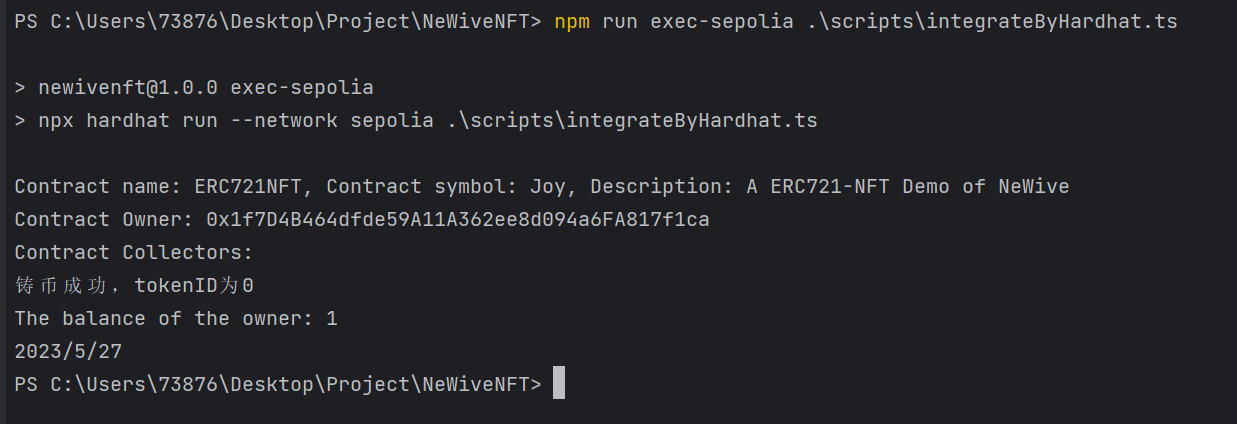 PS C:\Users\73876\Desktop\Project\NeWiveNFT> npm run exec-sepolia .\scripts\integrateByHardhat.ts
> newivenft@1.0.0 exec-sepolia
> npx hardhat run --network sepolia .\scripts\integrateByHardhat.ts
Contract name: ERC721NFT, Contract symbol: Joy, Description: A ERC721-NFT Demo of NeWive
Contract Owner: 0x1f7D4B464dfde59A11A362ee8d094a6FA817f1ca
Contract Collectors:
铸币成功，tokenID为0
The balance of the owner: 1
2023/5/27
PS C:\Users\73876\Desktop\Project\NeWiveNFT>